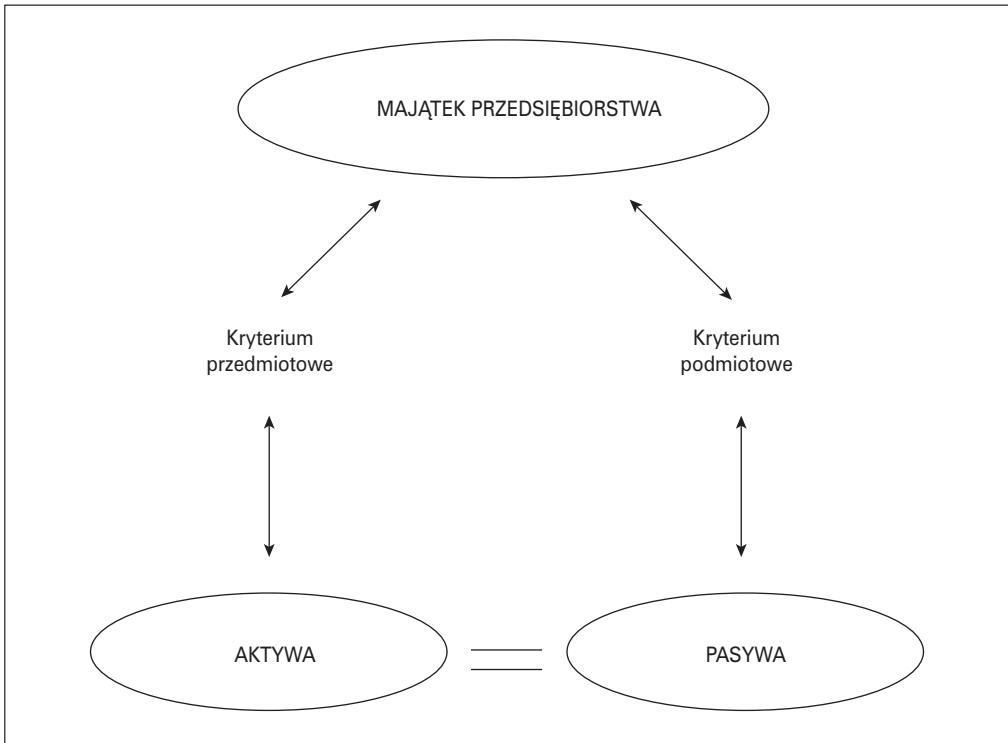 MAJĄTEK PRZEDSIĘBIORSTWA
Kryterium
przedmiotowe
Kryterium
podmiotowe
AKTYWA
PASYWA